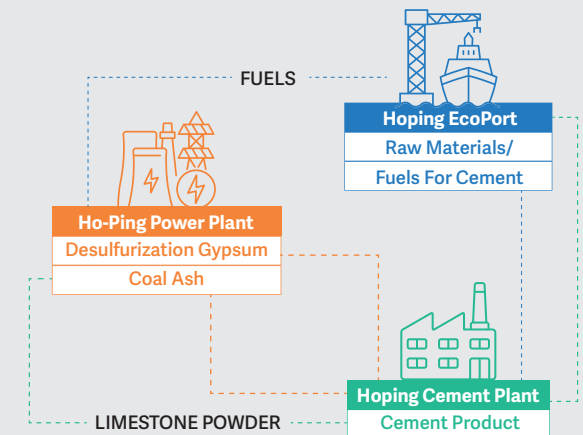 FUELS
Hoping EcoPort
Raw Materials/
Fuels For Cement
Ho-Ping Power Plant
Desulfurization Gypsum
Coal Ash
Hoping Cement Plant
LIMESTONE POWDER
Cement Product